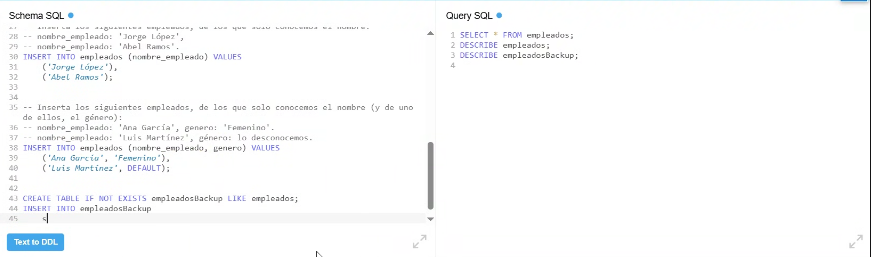 Schema SQL
27 -- Inserta los siguientes empleados, de los que solo conocemos el nombre:
28 -- nombre_empleado: 'Jorge López',
29 -- nombre_empleado: 'Abel Ramos'.
30 INSERT INTO empleados (nombre_empleado) VALUES
31 ('Jorge López'),
32 ('Abel Ramos');
33
34
35 -- Inserta los siguientes empleados, de los que solo conocemos el nombre (y de uno
de ellos, el género):
36 -- nombre_empleado: 'Ana García', genero: 'Femenino'.
37 -- nombre_empleado: 'Luis Martínez', género: lo desconocemos.
38 INSERT INTO empleados (nombre_empleado, genero) VALUES
39 ('Ana García', 'Femenino'),
40 ('Luis Martínez', DEFAULT);
41
42
43 CREATE TABLE IF NOT EXISTS empleadosBackup LIKE empleados;
44 INSERT INTO empleadosBackup
45 s
Text to DDL
Query SQL
1 SELECT * FROM empleados;
2 DESCRIBE empleados;
3 DESCRIBE empleadosBackup;
4